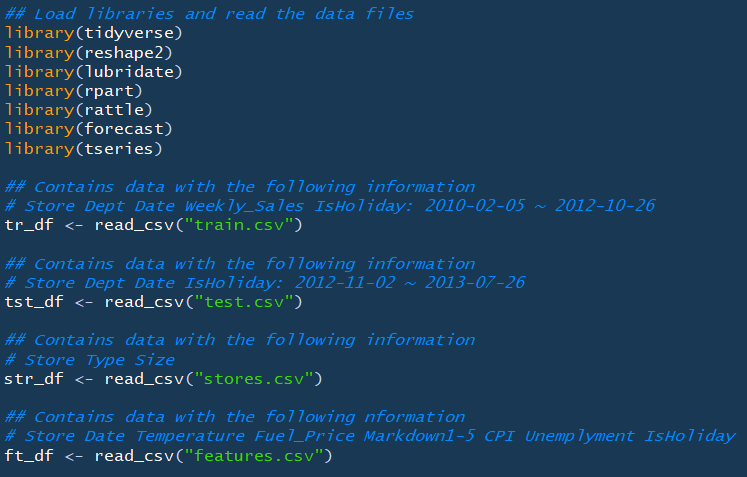 ## Load libraries and read the data files
library(tidyverse)
library(reshape2)
library(lubridate)
library(rpart)
library(rattle)
library(forecast)
library(tseries)
## Contains data with the following information
# Store Dept Date Weekly_Sales IsHoliday: 2010-02-05 ~ 2012-10-26
tr_df <- read_csv("train.csv")
## Contains data with the following information
# Store Dept Date IsHoliday: 2012-11-02 ~ 2013-07-26
tst_df <- read_csv("test.csv")
## Contains data with the following information
# Store Type Size
str_df <- read_csv("stores.csv")
## Contains data with the following nformation
# Store Date Temperature Fuel_Price Markdown1-5 CPI Unemplyment IsHoliday
ft_df <- read_csv("features.csv")